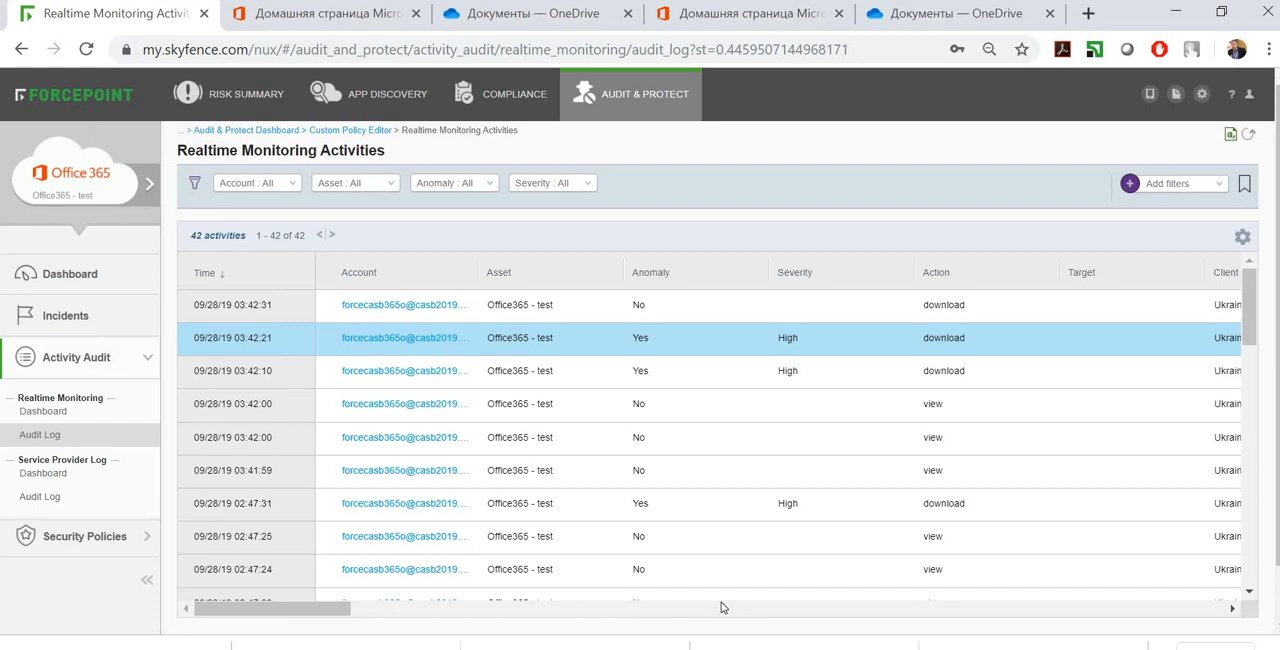 Realtime Monitoring Activit
Домашняя страница Micro
Документы — OneDrive
Домашняя страница Micro
Документы — OneDrive
my.skyfence.com/nux/#/audit_and_protect/activity_audit/realtime_monitoring/audit_log?st=0.4459507144968171
FORCEPOINT
RISK SUMMARY
APP DISCOVERY
COMPLIANCE
AUDIT & PROTECT
Office 365
Office365 - test
... > Audit & Protect Dashboard > Custom Policy Editor > Realtime Monitoring Activities
Realtime Monitoring Activities
Account : All
Asset : All
Anomaly : All
Severity : All
Add filters
42 activities 1 - 42 of 42 < | >
Dashboard
Incidents
Activity Audit
Realtime Monitoring
Dashboard
Audit Log
Service Provider Log
Dashboard
Audit Log
Security Policies
Time ↓ Account Asset Anomaly Severity Action Target Client
09/28/19 03:42:31 forcecasb365o@casb2019.... Office365 - test No download Ukrain
09/28/19 03:42:21 forcecasb365o@casb2019.... Office365 - test Yes High download Ukrain
09/28/19 03:42:10 forcecasb365o@casb2019.... Office365 - test Yes High download Ukrain
09/28/19 03:42:00 forcecasb365o@casb2019.... Office365 - test No view Ukrain
09/28/19 03:42:00 forcecasb365o@casb2019.... Office365 - test No view Ukrain
09/28/19 03:41:59 forcecasb365o@casb2019.... Office365 - test No view Ukrain
09/28/19 02:47:31 forcecasb365o@casb2019.... Office365 - test Yes High download Ukrain
09/28/19 02:47:25 forcecasb365o@casb2019.... Office365 - test No view Ukrain
09/28/19 02:47:24 forcecasb365o@casb2019.... Office365 - test No view Ukrain